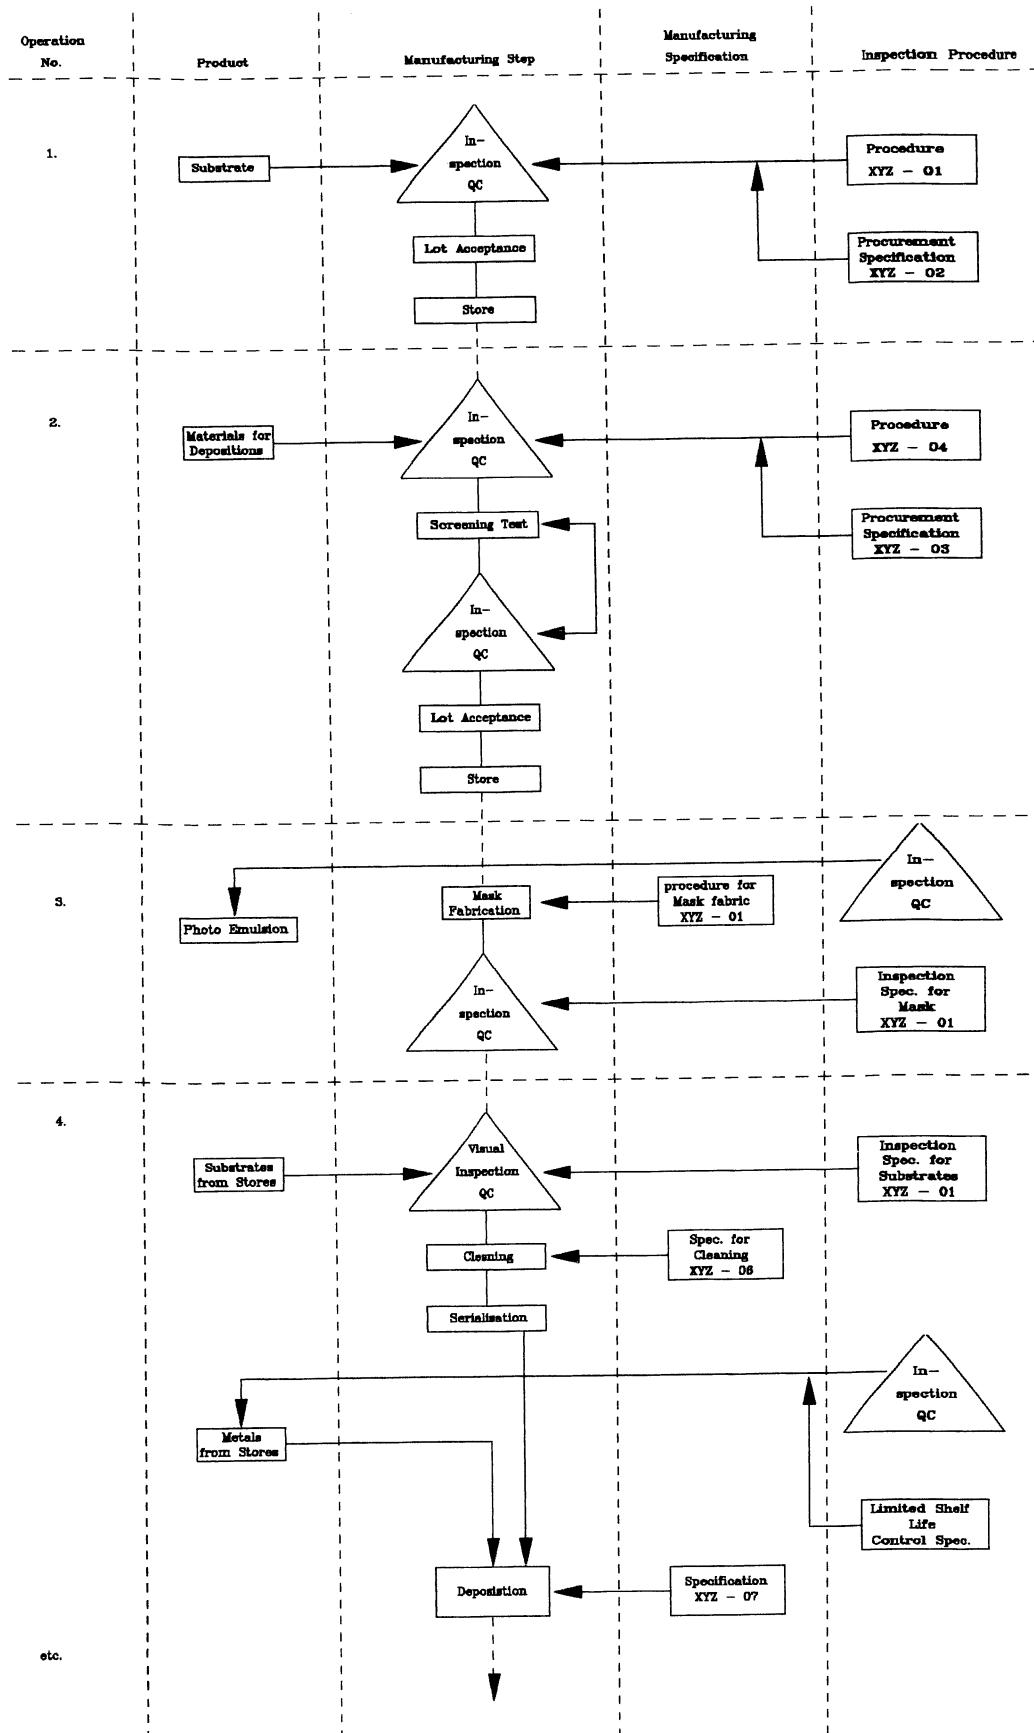 Operation
No.
Product
Manufacturing Step
Manufacturing
Specification
Inspection Procedure
1.
Substrate
In-
spection
QC
Procedure
XYZ - 01
Lot Acceptance
Procurement
Specification
XYZ - 02
Store
2.
Materials for
Depositions
In-
spection
QC
Procedure
XYZ - 04
Screening Test
Procurement
Specification
XYZ - 03
In-
spection
QC
Lot Acceptance
Store
3.
Photo Emulsion
Mask
Fabrication
procedure for
Mask fabric
XYZ - 01
In-
spection
QC
In-
spection
QC
Inspection
Spec. for
Mask
XYZ - 01
4.
Substrates
from Stores
Visual
Inspection
QC
Inspection
Spec. for
Substrates
XYZ - 01
Cleaning
Spec. for
Cleaning
XYZ - 06
Serialisation
In-
spection
QC
Metals
from Stores
Limited Shelf
Life
Control Spec.
Deposistion
Specification
XYZ - 07
etc.